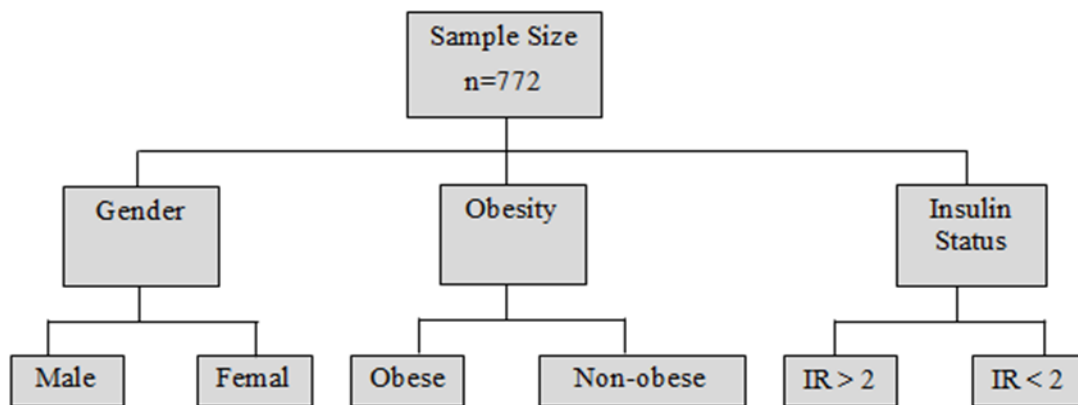 Sample Size
n=772
Gender
Obesity
Insulin
Status
Male
Femal
Obese
Non-obese
IR > 2
IR < 2